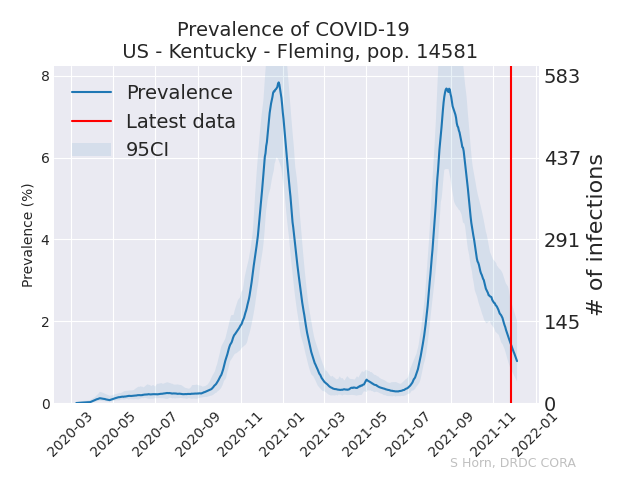 Prevalence of COVID-19
US - Kentucky - Fleming, pop. 14581
Prevalence
Latest data
95CI
Prevalence (%)
8
6
4
2
0
583
437
291
145
0
# of infections
2020-03
2020-05
2020-07
2020-09
2020-11
2021-01
2021-03
2021-05
2021-07
2021-09
2021-11
2022-01
S Horn, DRDC CORA